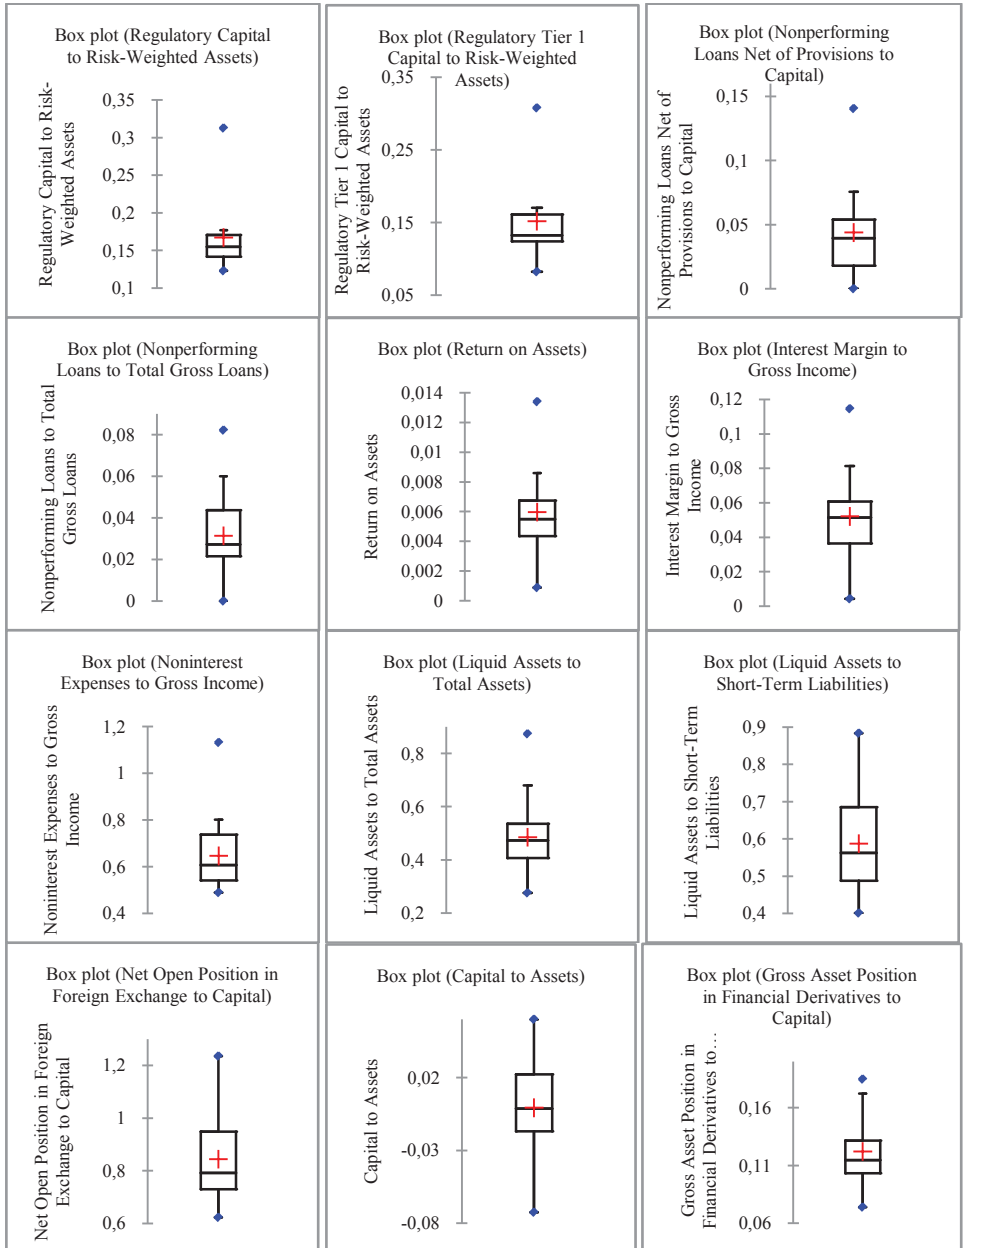 Box plot (Regulatory Capital
to Risk-Weighted Assets)
Regulatory Capital to Risk-
Weighted Assets
0,35
0,3
0,25
0,2
0,15
0,1
Box plot (Regulatory Tier 1
Capital to Risk-Weighted
Assets)
Regulatory Tier 1 Capital to
Risk-Weighted Assets
0,35
0,25
0,15
0,05
Box plot (Nonperforming
Loans Net of Provisions to
Capital)
Nonperforming Loans Net of
Provisions to Capital
0,15
0,1
0,05
0
Box plot (Nonperforming
Loans to Total Gross Loans)
Nonperforming Loans to Total
Gross Loans
0,08
0,06
0,04
0,02
0
Box plot (Return on Assets)
Return on Assets
0,014
0,012
0,01
0,008
0,006
0,004
0,002
0
Box plot (Interest Margin to
Gross Income)
Interest Margin to Gross
Income
0,12
0,1
0,08
0,06
0,04
0,02
0
Box plot (Noninterest
Expenses to Gross Income)
Noninterest Expenses to Gross
Income
1,2
1
0,8
0,6
0,4
Box plot (Liquid Assets to
Total Assets)
Liquid Assets to Total Assets
0,8
0,6
0,4
0,2
Box plot (Liquid Assets to
Short-Term Liabilities)
Liquid Assets to Short-Term
Liabilities
0,9
0,8
0,7
0,6
0,5
0,4
Box plot (Net Open Position in
Foreign Exchange to Capital)
Net Open Position in Foreign
Exchange to Capital
1,2
1
0,8
0,6
Box plot (Capital to Assets)
Capital to Assets
0,02
-0,03
-0,08
Box plot (Gross Asset Position
in Financial Derivatives to
Capital)
Gross Asset Position in
Financial Derivatives to…
0,16
0,11
0,06